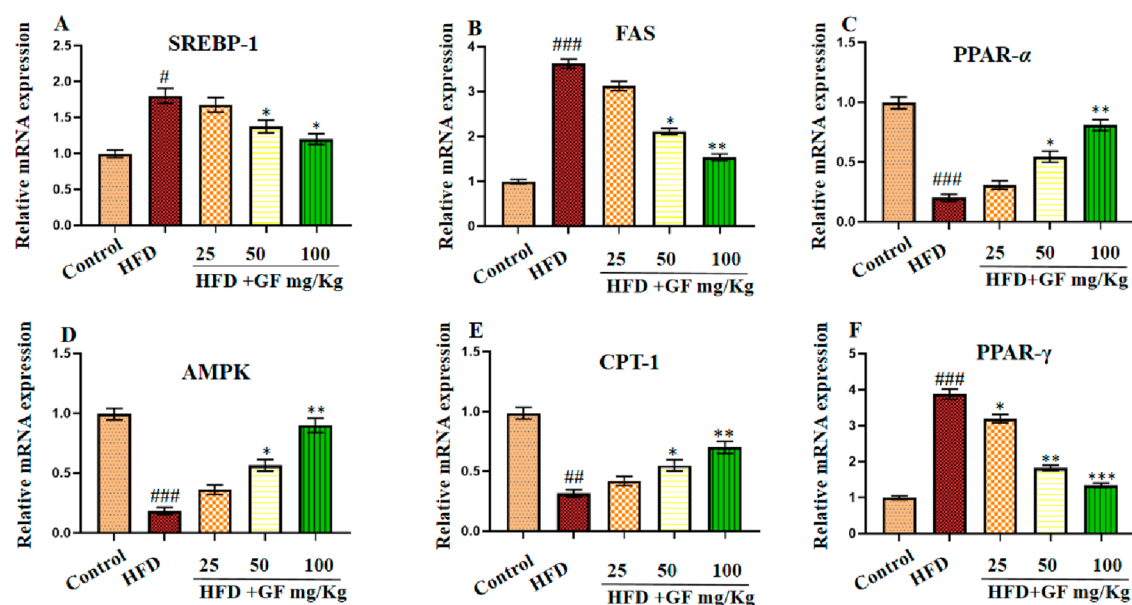 A
SREBP-1
Relative mRNA expression
2.5
2.0
1.5
1.0
0.5
0.0
#
*
*
Control
HFD
25 50 100
HFD +GF mg/Kg
B
FAS
Relative mRNA expression
4
3
2
1
0
###
*
**
Control
HFD
25 50 100
HFD +GF mg/Kg
C
PPAR-α
Relative mRNA expression
1.5
1.0
0.5
0.0
###
*
**
Control
HFD
25 50 100
HFD+GF mg/Kg
D
AMPK
Relative mRNA expression
1.5
1.0
0.5
0.0
###
*
**
Control
HFD
25 50 100
HFD +GF mg/Kg
E
CPT-1
Relative mRNA expression
1.5
1.0
0.5
0.0
##
*
**
Control
HFD
25 50 100
HFD +GF mg/Kg
F
PPAR-γ
Relative mRNA expression
5
4
3
2
1
0
###
*
**
***
Control
HFD
25 50 100
HFD+GF mg/Kg